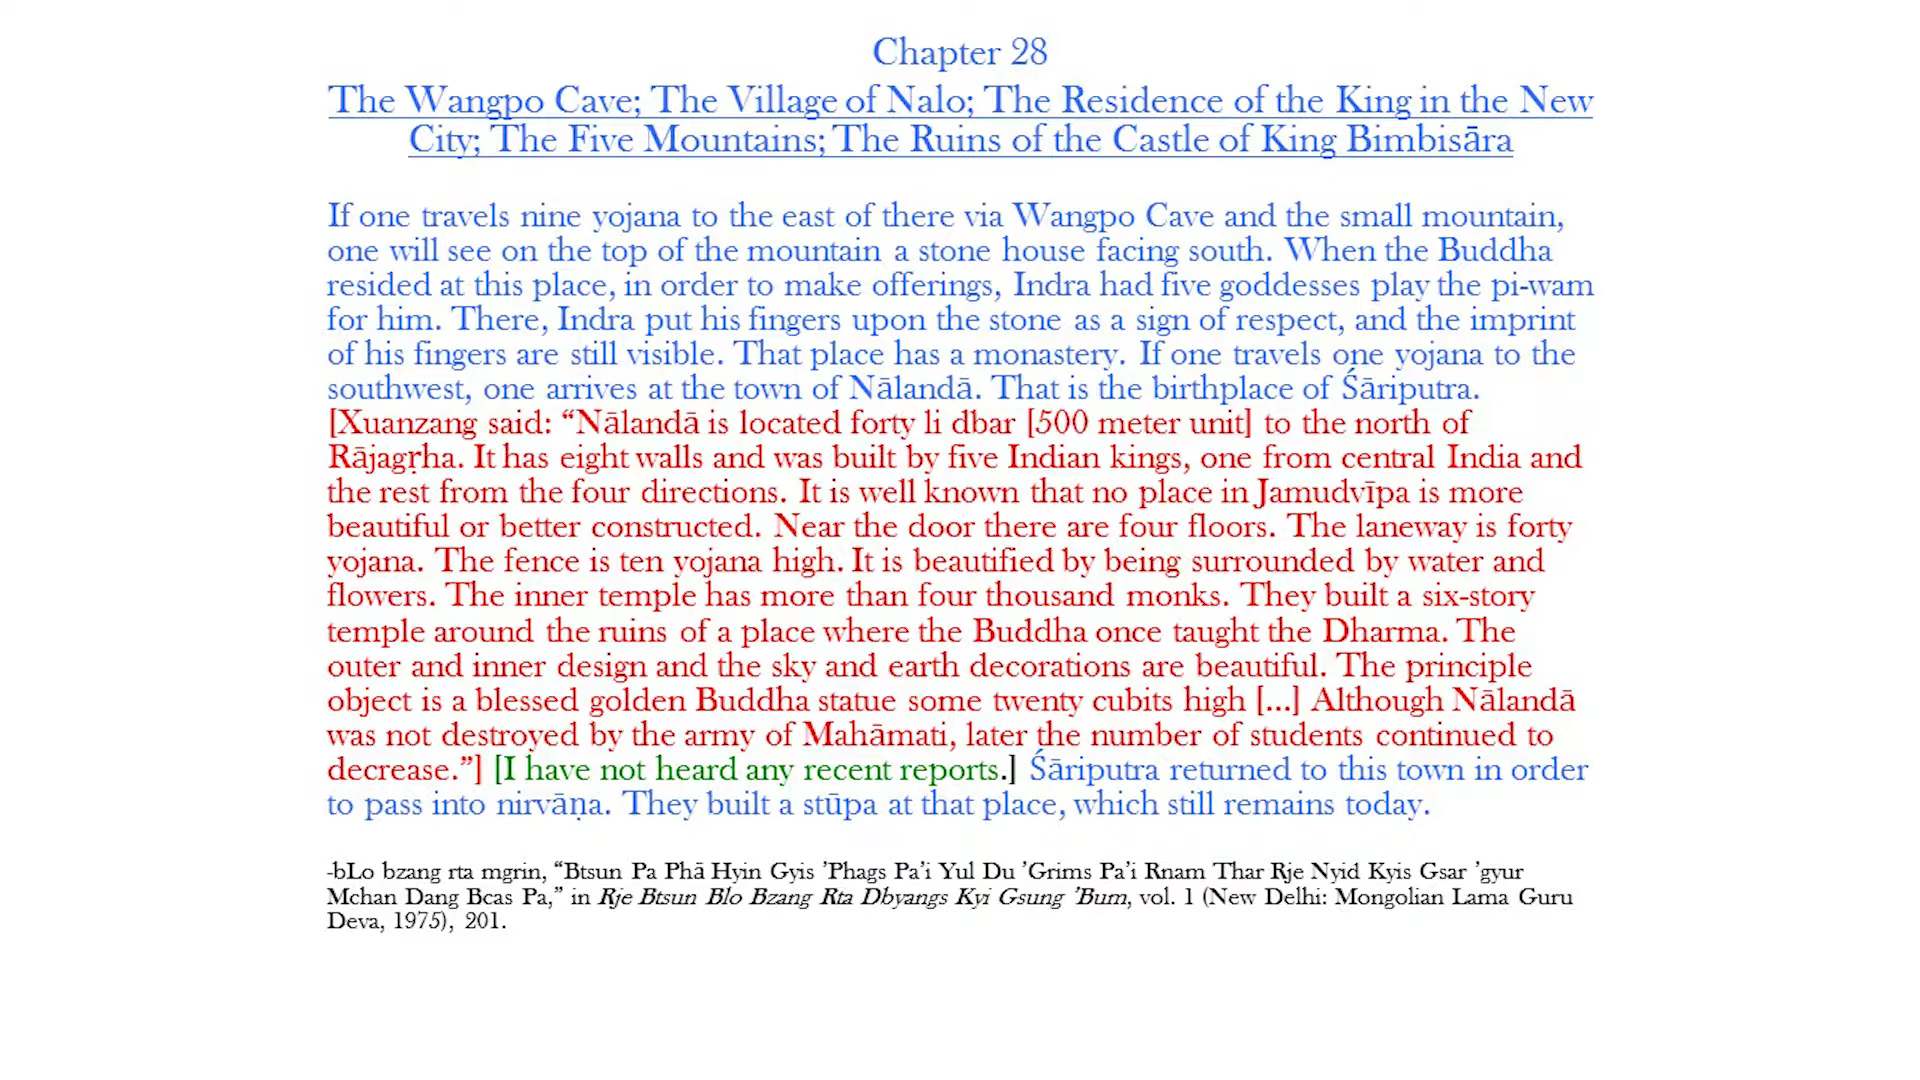 Chapter 28
The Wangpo Cave; The Village of Nalo; The Residence of the King in the New
City; The Five Mountains; The Ruins of the Castle of King Bimbisāra
If one travels nine yojana to the east of there via Wangpo Cave and the small mountain,
one will see on the top of the mountain a stone house facing south. When the Buddha
resided at this place, in order to make offerings, Indra had five goddesses play the pi-wam
for him. There, Indra put his fingers upon the stone as a sign of respect, and the imprint
of his fingers are still visible. That place has a monastery. If one travels one yojana to the
southwest, one arrives at the town of Nālandā. That is the birthplace of Śāriputra.
[Xuanzang said: “Nālandā is located forty li dbar [500 meter unit] to the north of
Rājagṛha. It has eight walls and was built by five Indian kings, one from central India and
the rest from the four directions. It is well known that no place in Jamudvīpa is more
beautiful or better constructed. Near the door there are four floors. The laneway is forty
yojana. The fence is ten yojana high. It is beautified by being surrounded by water and
flowers. The inner temple has more than four thousand monks. They built a six-story
temple around the ruins of a place where the Buddha once taught the Dharma. The
outer and inner design and the sky and earth decorations are beautiful. The principle
object is a blessed golden Buddha statue some twenty cubits high [...] Although Nālandā
was not destroyed by the army of Mahāmati, later the number of students continued to
decrease.”] [I have not heard any recent reports.] Śāriputra returned to this town in order
to pass into nirvāṇa. They built a stūpa at that place, which still remains today.
-bLo bzang rta mgrin, “Btsun Pa Phā Hyin Gyis ’Phags Pa’i Yul Du ’Grims Pa’i Rnam Thar Rje Nyid Kyis Gsar ’gyur
Mchan Dang Bcas Pa,” in Rje Btsun Blo Bzang Rta Dbyangs Kyi Gsung ’Bum, vol. 1 (New Delhi: Mongolian Lama Guru
Deva, 1975), 201.